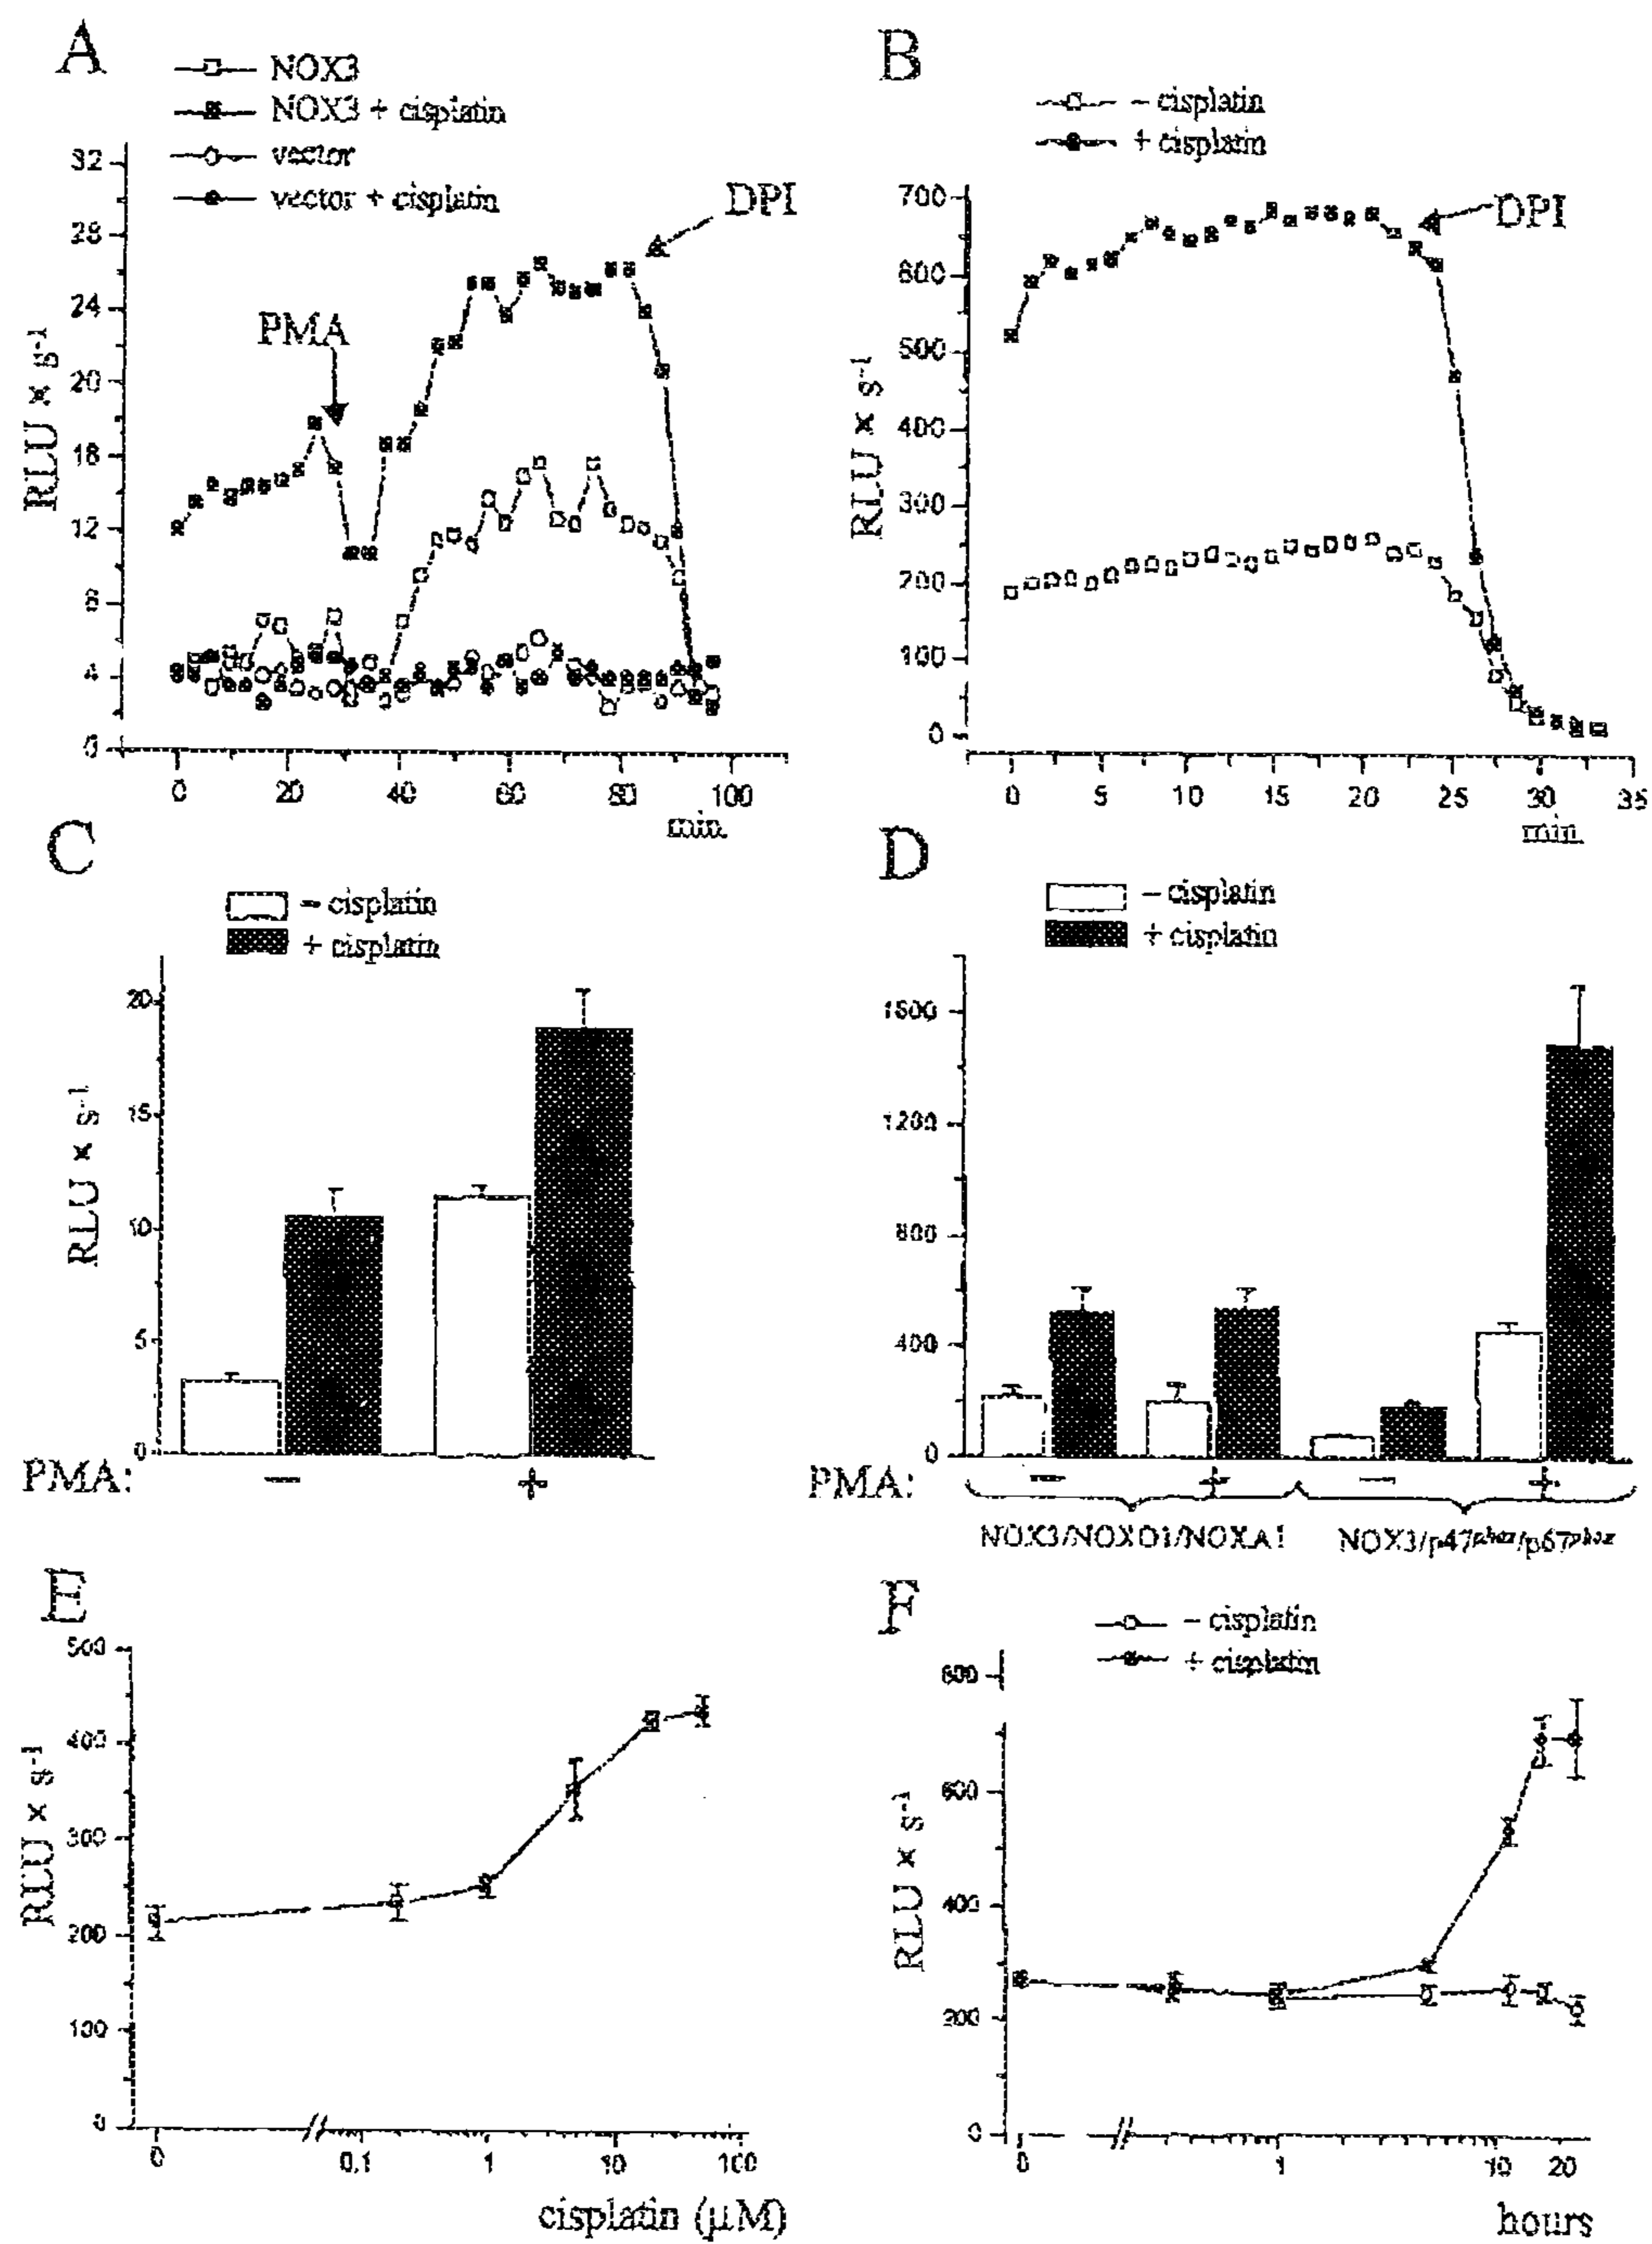 A
NOX3
NOX3 + cisplatin
vector
vector + cisplatin
32
28
24
20
16
12
8
4
0
RLU × s⁻¹
PMA
DPI
0 20 40 60 80 100
min.
B
– cisplatin
+ cisplatin
700
600
500
400
300
200
100
0
RLU × s⁻¹
DPI
0 5 10 15 20 25 30 35
min.
C
– cisplatin
+ cisplatin
20
15
10
5
0
RLU × s⁻¹
PMA: – +
D
– cisplatin
+ cisplatin
1600
1200
800
400
0
PMA: – + – +
NOX3/NOXO1/NOXA1 NOX3/p47phox/p67phox
E
500
400
300
200
100
0
RLU × s⁻¹
0 0.1 1 10 100
cisplatin (µM)
F
– cisplatin
+ cisplatin
800
600
400
200
0
RLU × s⁻¹
0 1 10 20
hours